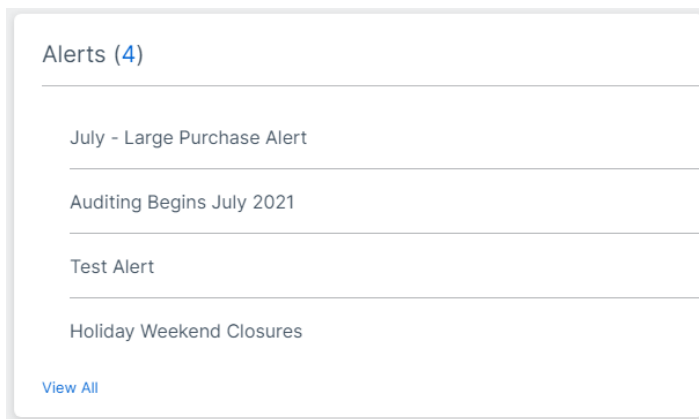 Alerts (4)
July - Large Purchase Alert
Auditing Begins July 2021
Test Alert
Holiday Weekend Closures
View All